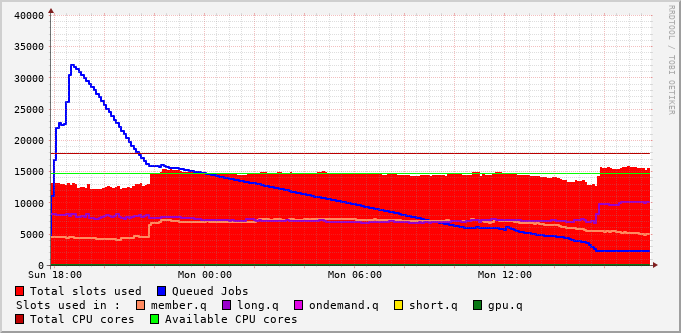 40000
35000
30000
25000
20000
15000
10000
5000
0
Sun 18:00 Mon 00:00 Mon 06:00 Mon 12:00
RRDTOOL / TOBI OETIKER
Total slots used Queued Jobs
Slots used in : member.q long.q ondemand.q short.q gpu.q
Total CPU cores Available CPU cores